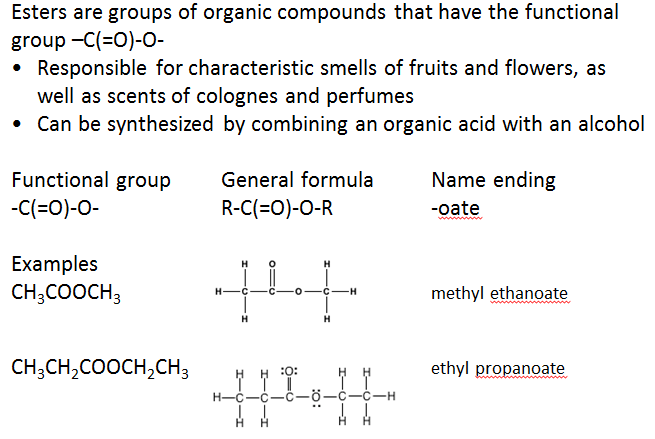 Esters are groups of organic compounds that have the functional
group –C(=O)-O-
• Responsible for characteristic smells of fruits and flowers, as
well as scents of colognes and perfumes
• Can be synthesized by combining an organic acid with an alcohol
Functional group General formula Name ending
-C(=O)-O- R-C(=O)-O-R -oate
Examples
H O H
CH₃COOCH₃ H–C–C–O–C–H methyl ethanoate
H H
CH₃CH₂COOCH₂CH₃ ethyl propanoate
H H :O: H H
H–C–C–C–Ö–C–C–H
H H H H